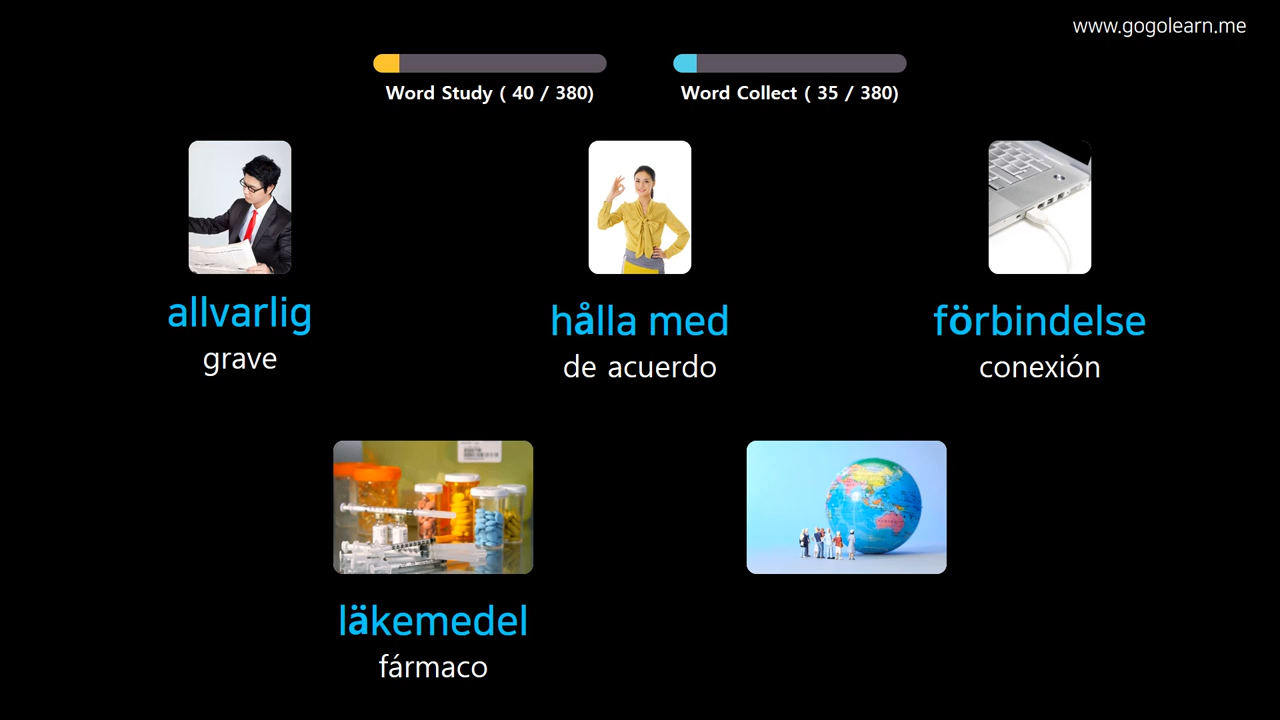 www.gogolearn.me
Word Study ( 40 / 380)
Word Collect ( 35 / 380)
allvarlig
grave
hålla med
de acuerdo
förbindelse
conexión
läkemedel
fármaco